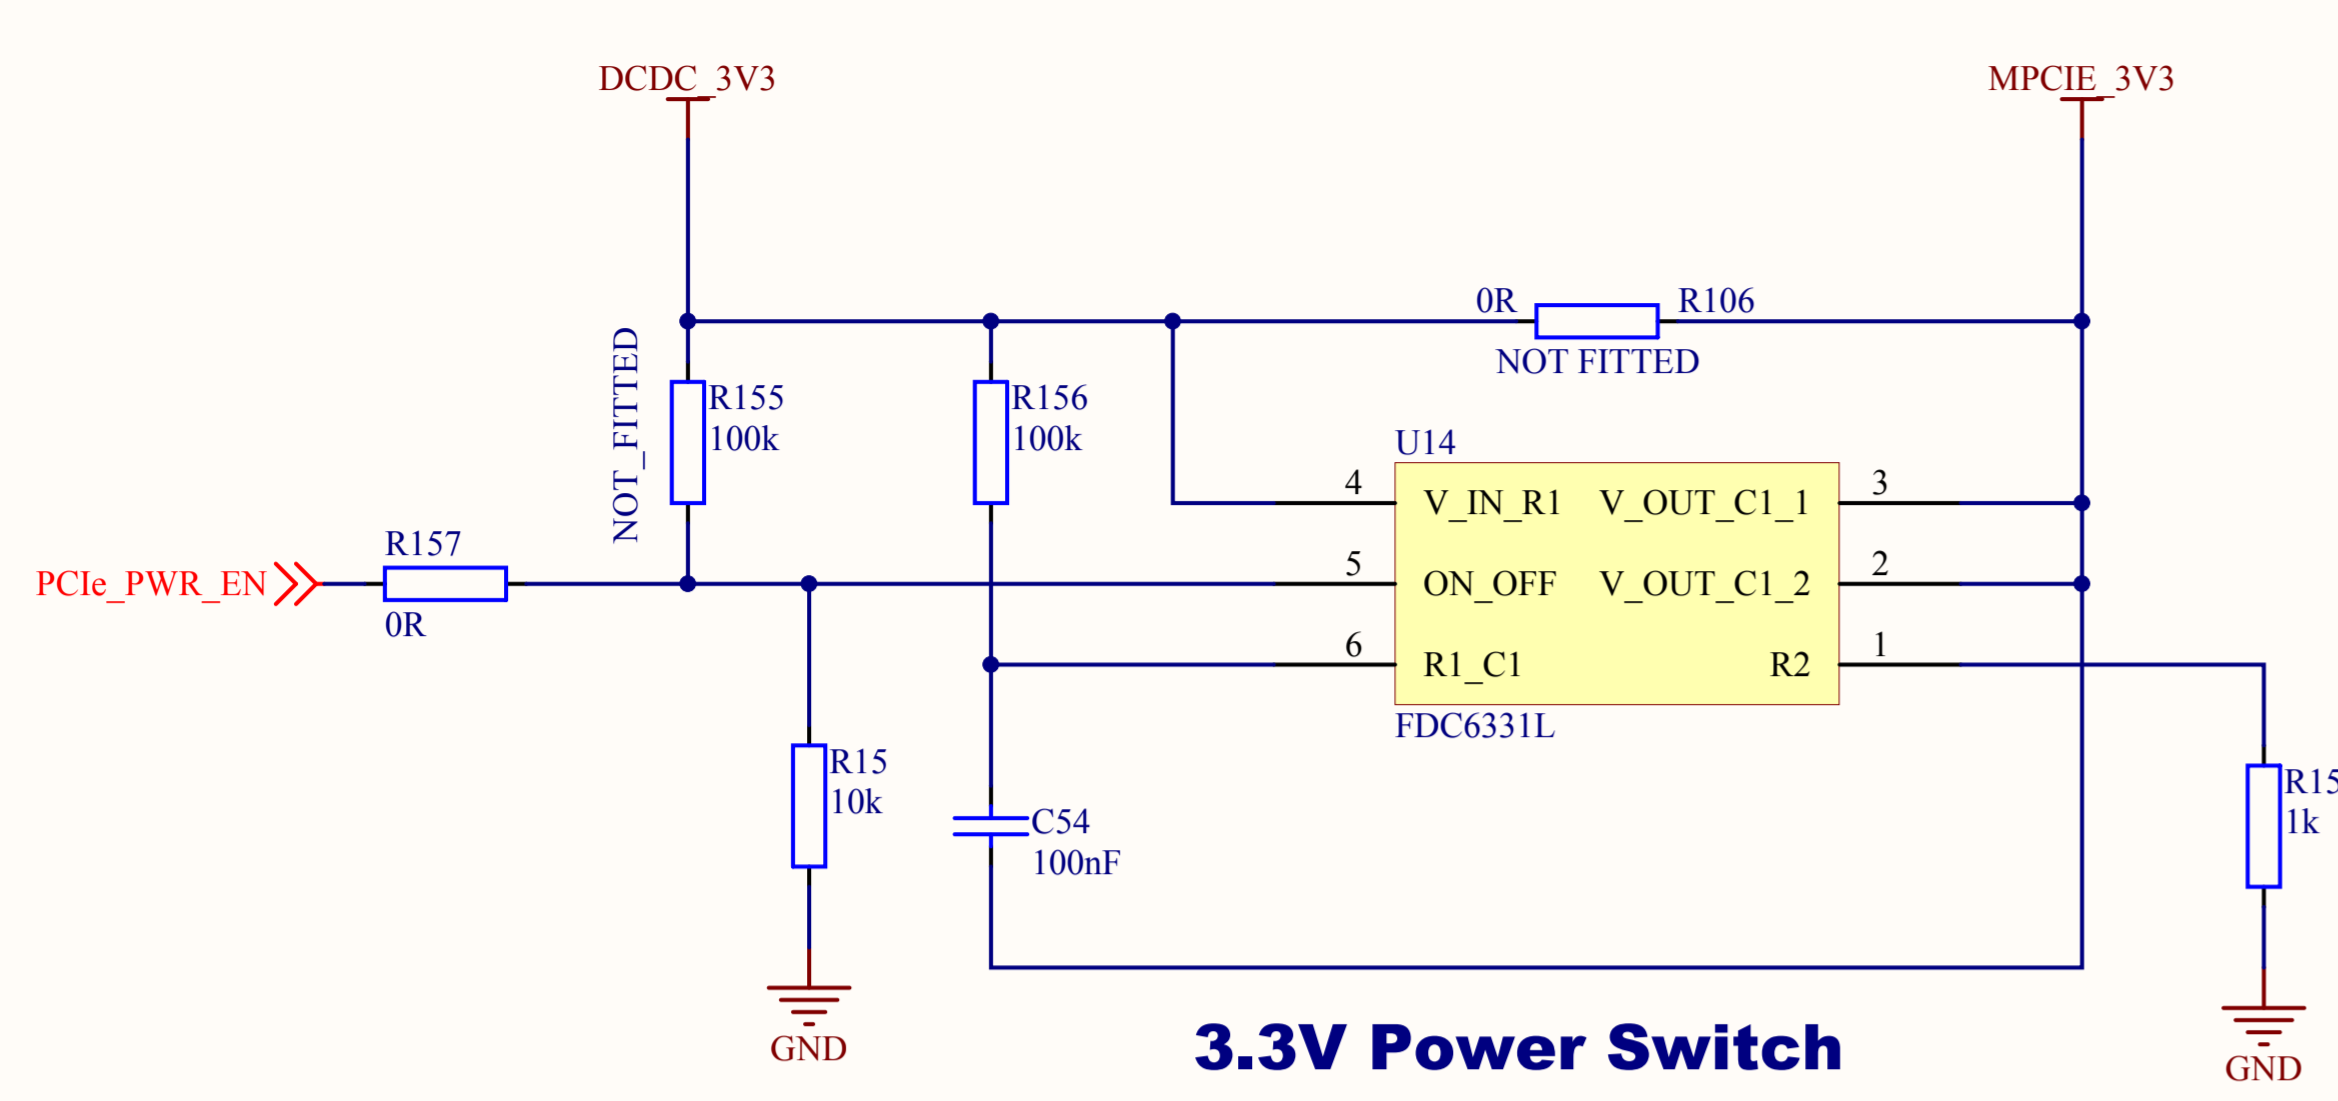 DCDC_3V3
MPCIE_3V3
0R
R106
NOT FITTED
NOT_FITTED
R155
100k
R156
100k
U14
4
V_IN_R1
V_OUT_C1_1
3
R157
PCIe_PWR_EN
0R
5
ON_OFF
V_OUT_C1_2
2
6
R1_C1
R2
1
FDC6331L
R15
10k
R15
1k
C54
100nF
GND
3.3V Power Switch
GND